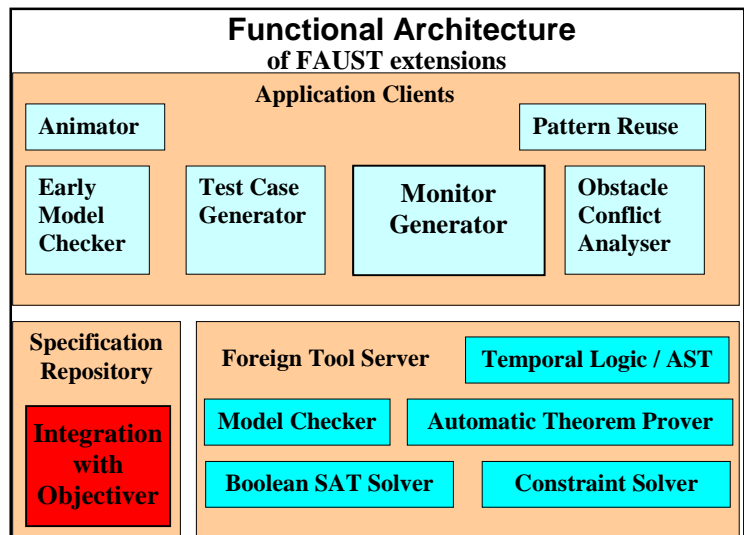 Functional Architecture
of FAUST extensions
Application Clients
Animator
Pattern Reuse
Early
Model
Checker
Test Case
Generator
Monitor
Generator
Obstacle
Conflict
Analyser
Specification
Repository
Integration
with
Objectiver
Foreign Tool Server
Temporal Logic / AST
Model Checker
Automatic Theorem Prover
Boolean SAT Solver
Constraint Solver